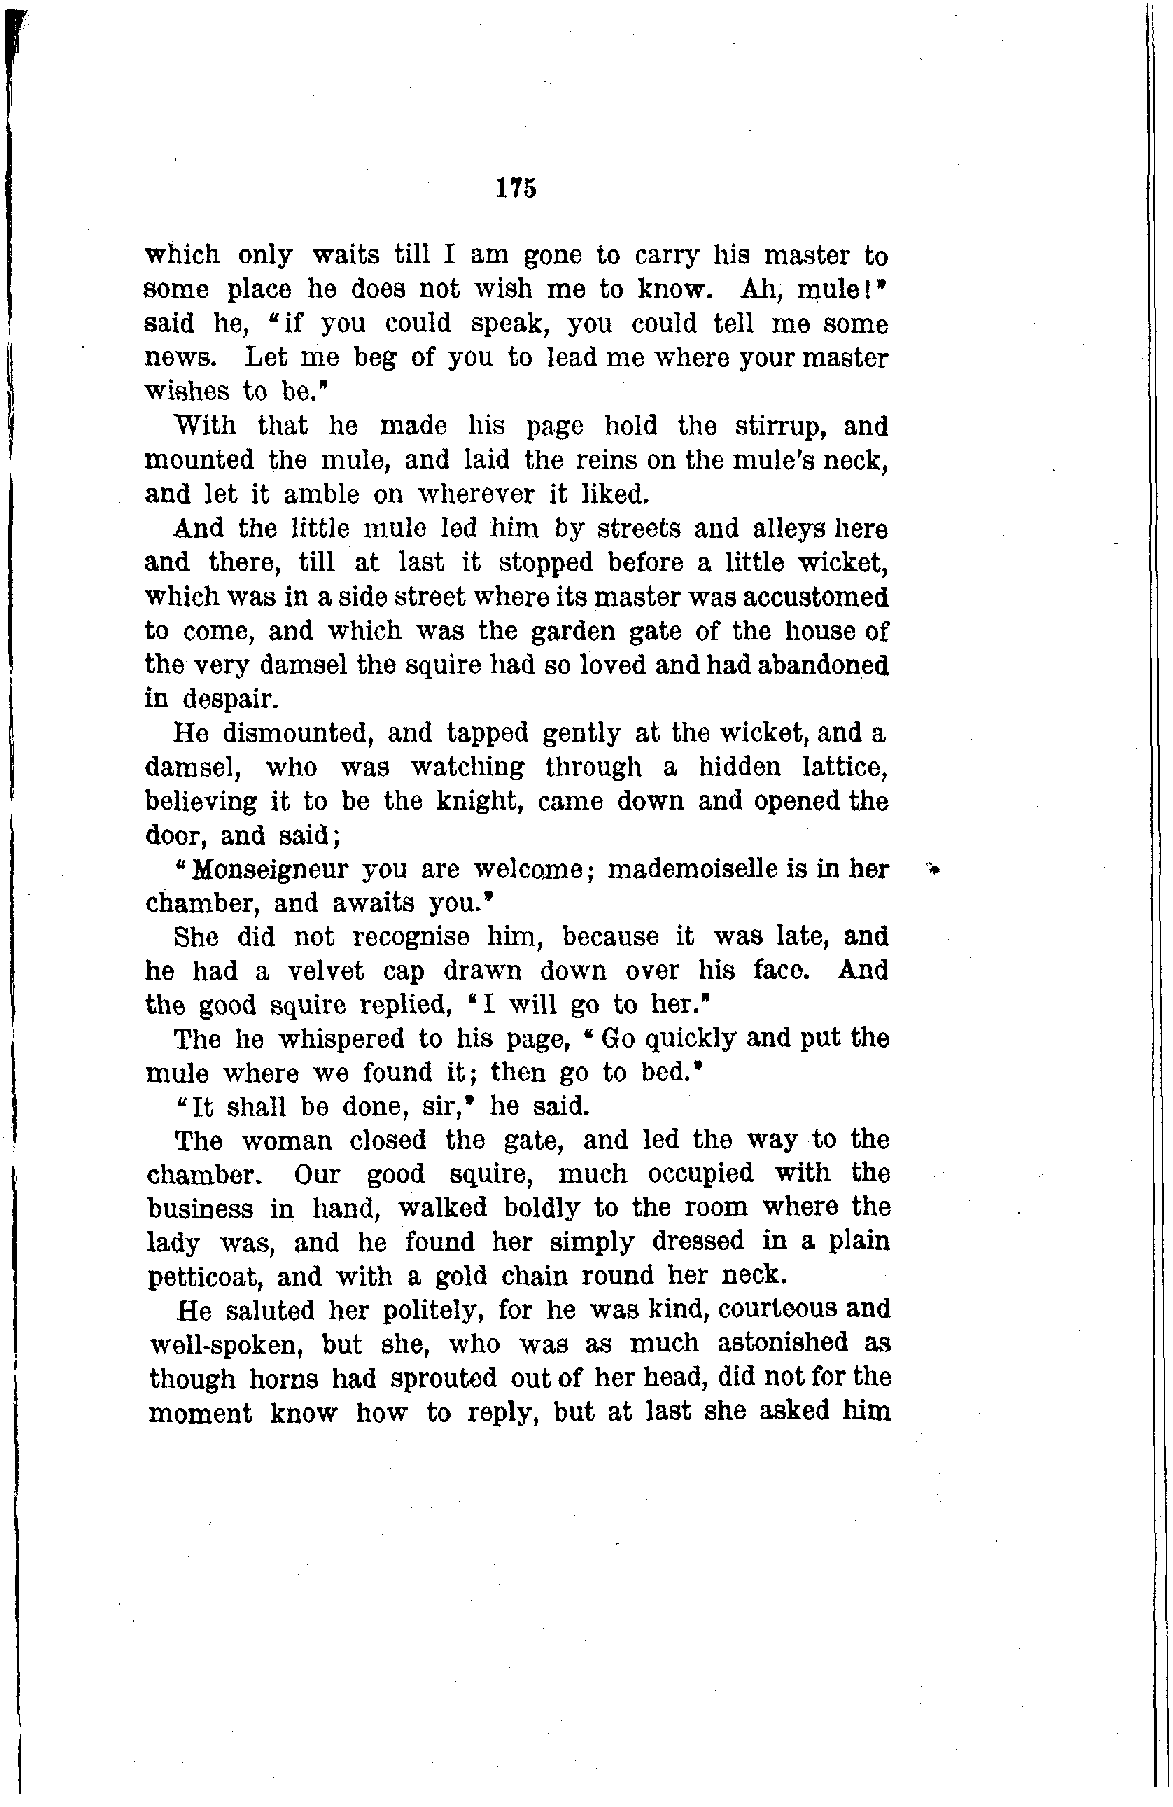 175
which only waits till I am gone to carry his master to
some place he does not wish me to know. Ah, mule!"
said he, "if you could speak, you could tell me some
news. Let me beg of you to lead me where your master
wishes to be."
With that he made his page hold the stirrup, and
mounted the mule, and laid the reins on the mule's neck,
and let it amble on wherever it liked.
And the little mule led him by streets and alleys here
and there, till at last it stopped before a little wicket,
which was in a side street where its master was accustomed
to come, and which was the garden gate of the house of
the very damsel the squire had so loved and had abandoned
in despair.
He dismounted, and tapped gently at the wicket, and a
damsel, who was watching through a hidden lattice,
believing it to be the knight, came down and opened the
door, and said;
"Monseigneur you are welcome; mademoiselle is in her
chamber, and awaits you."
She did not recognise him, because it was late, and
he had a velvet cap drawn down over his face. And
the good squire replied, "I will go to her."
The he whispered to his page, "Go quickly and put the
mule where we found it; then go to bed."
"It shall be done, sir," he said.
The woman closed the gate, and led the way to the
chamber. Our good squire, much occupied with the
business in hand, walked boldly to the room where the
lady was, and he found her simply dressed in a plain
petticoat, and with a gold chain round her neck.
He saluted her politely, for he was kind, courteous and
well-spoken, but she, who was as much astonished as
though horns had sprouted out of her head, did not for the
moment know how to reply, but at last she asked him